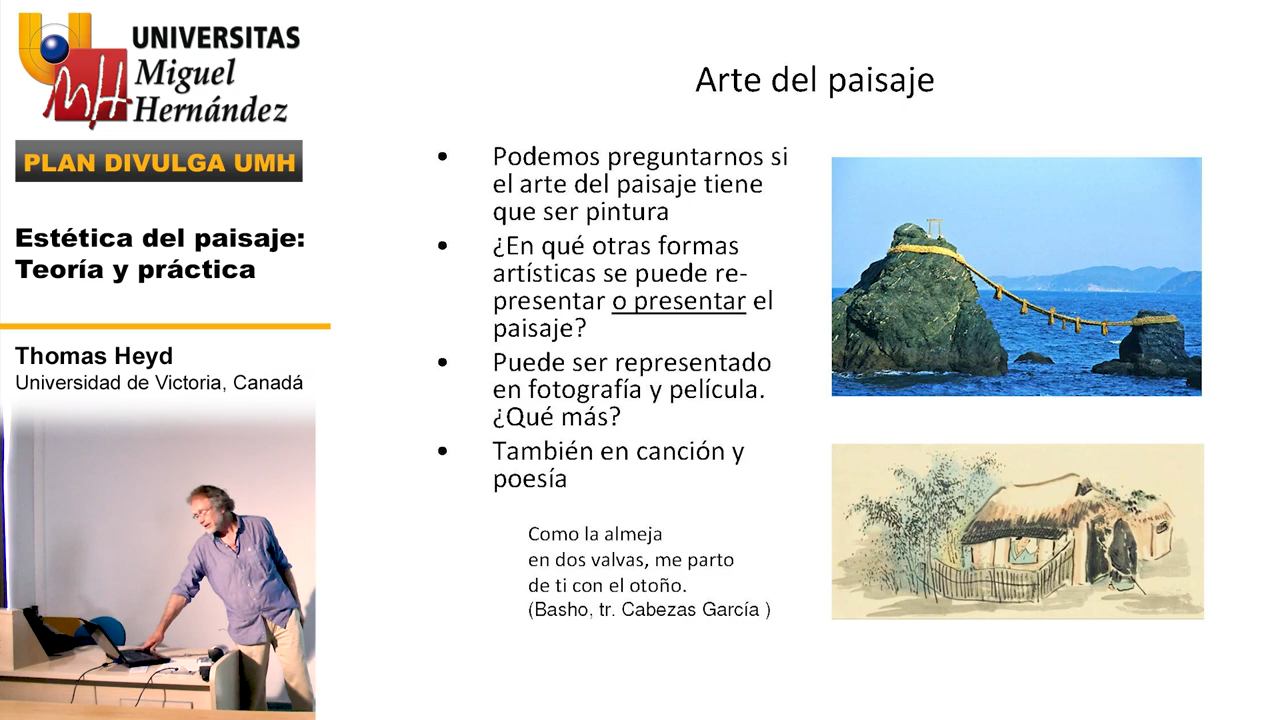 UNIVERSITAS
Miguel
Hernández
PLAN DIVULGA UMH
Estética del paisaje:
Teoría y práctica
Thomas Heyd
Universidad de Victoria, Canadá
Arte del paisaje
• Podemos preguntarnos si
el arte del paisaje tiene
que ser pintura
• ¿En qué otras formas
artísticas se puede re-
presentar o presentar el
paisaje?
• Puede ser representado
en fotografía y película.
¿Qué más?
• También en canción y
poesía
Como la almeja
en dos valvas, me parto
de ti con el otoño.
(Basho, tr. Cabezas García )